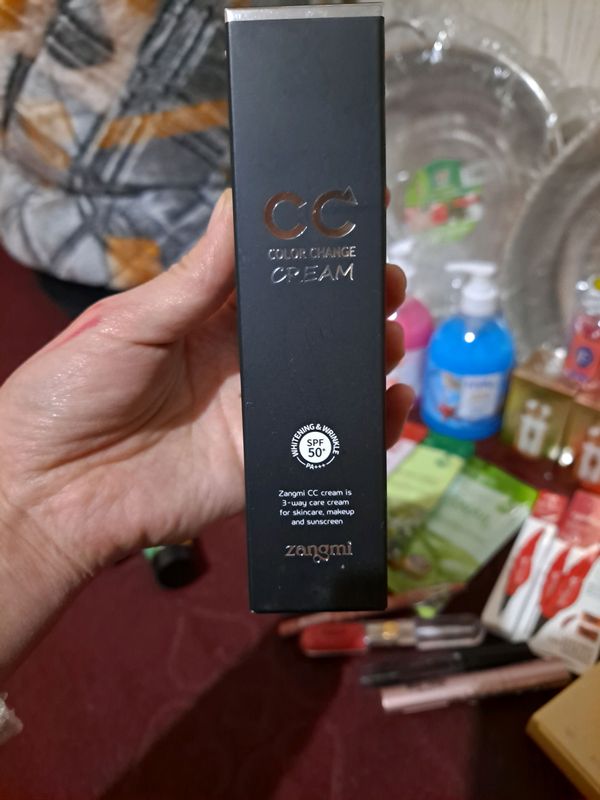 CC
COLOR CHANGE
CREAM
WHITENING & WRINKLE
SPF
50+
PA+++
Zangmi CC cream is
3-way care cream
for skincare, makeup
and sunscreen
zangmi